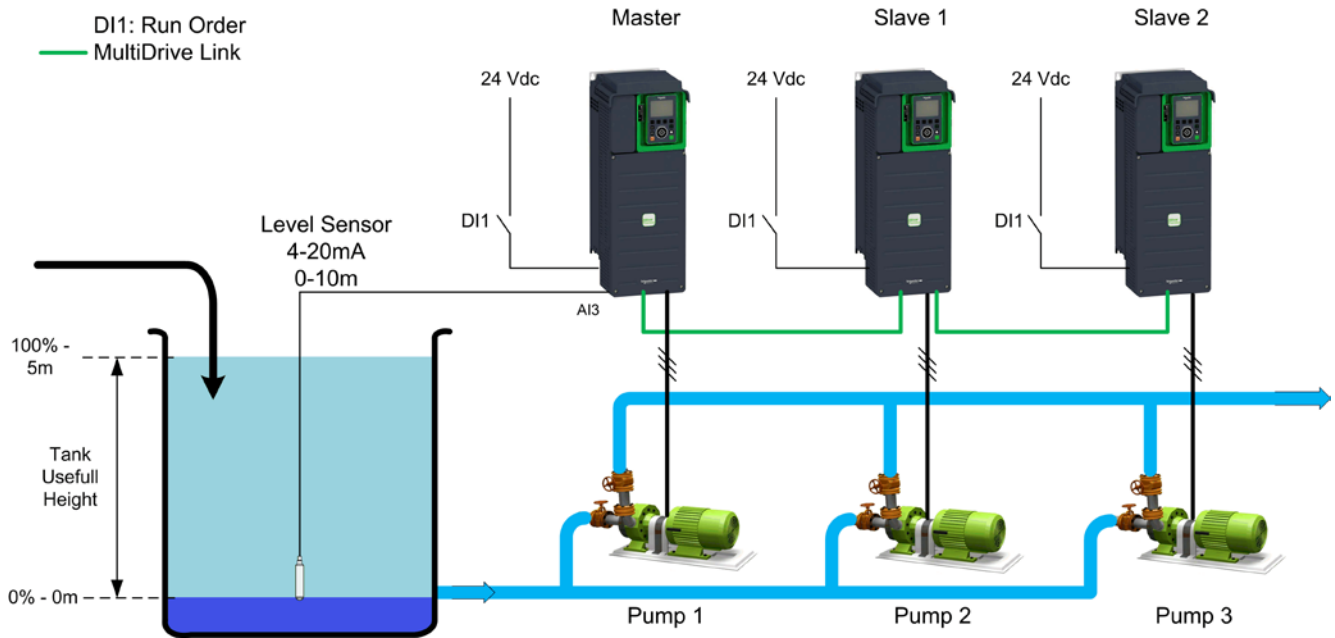 DI1: Run Order
MultiDrive Link
Master
Slave 1
Slave 2
24 Vdc
24 Vdc
24 Vdc
DI1
DI1
DI1
Level Sensor
4-20mA
0-10m
AI3
100% -
5m
Tank
Usefull
Height
0% - 0m
Pump 1
Pump 2
Pump 3